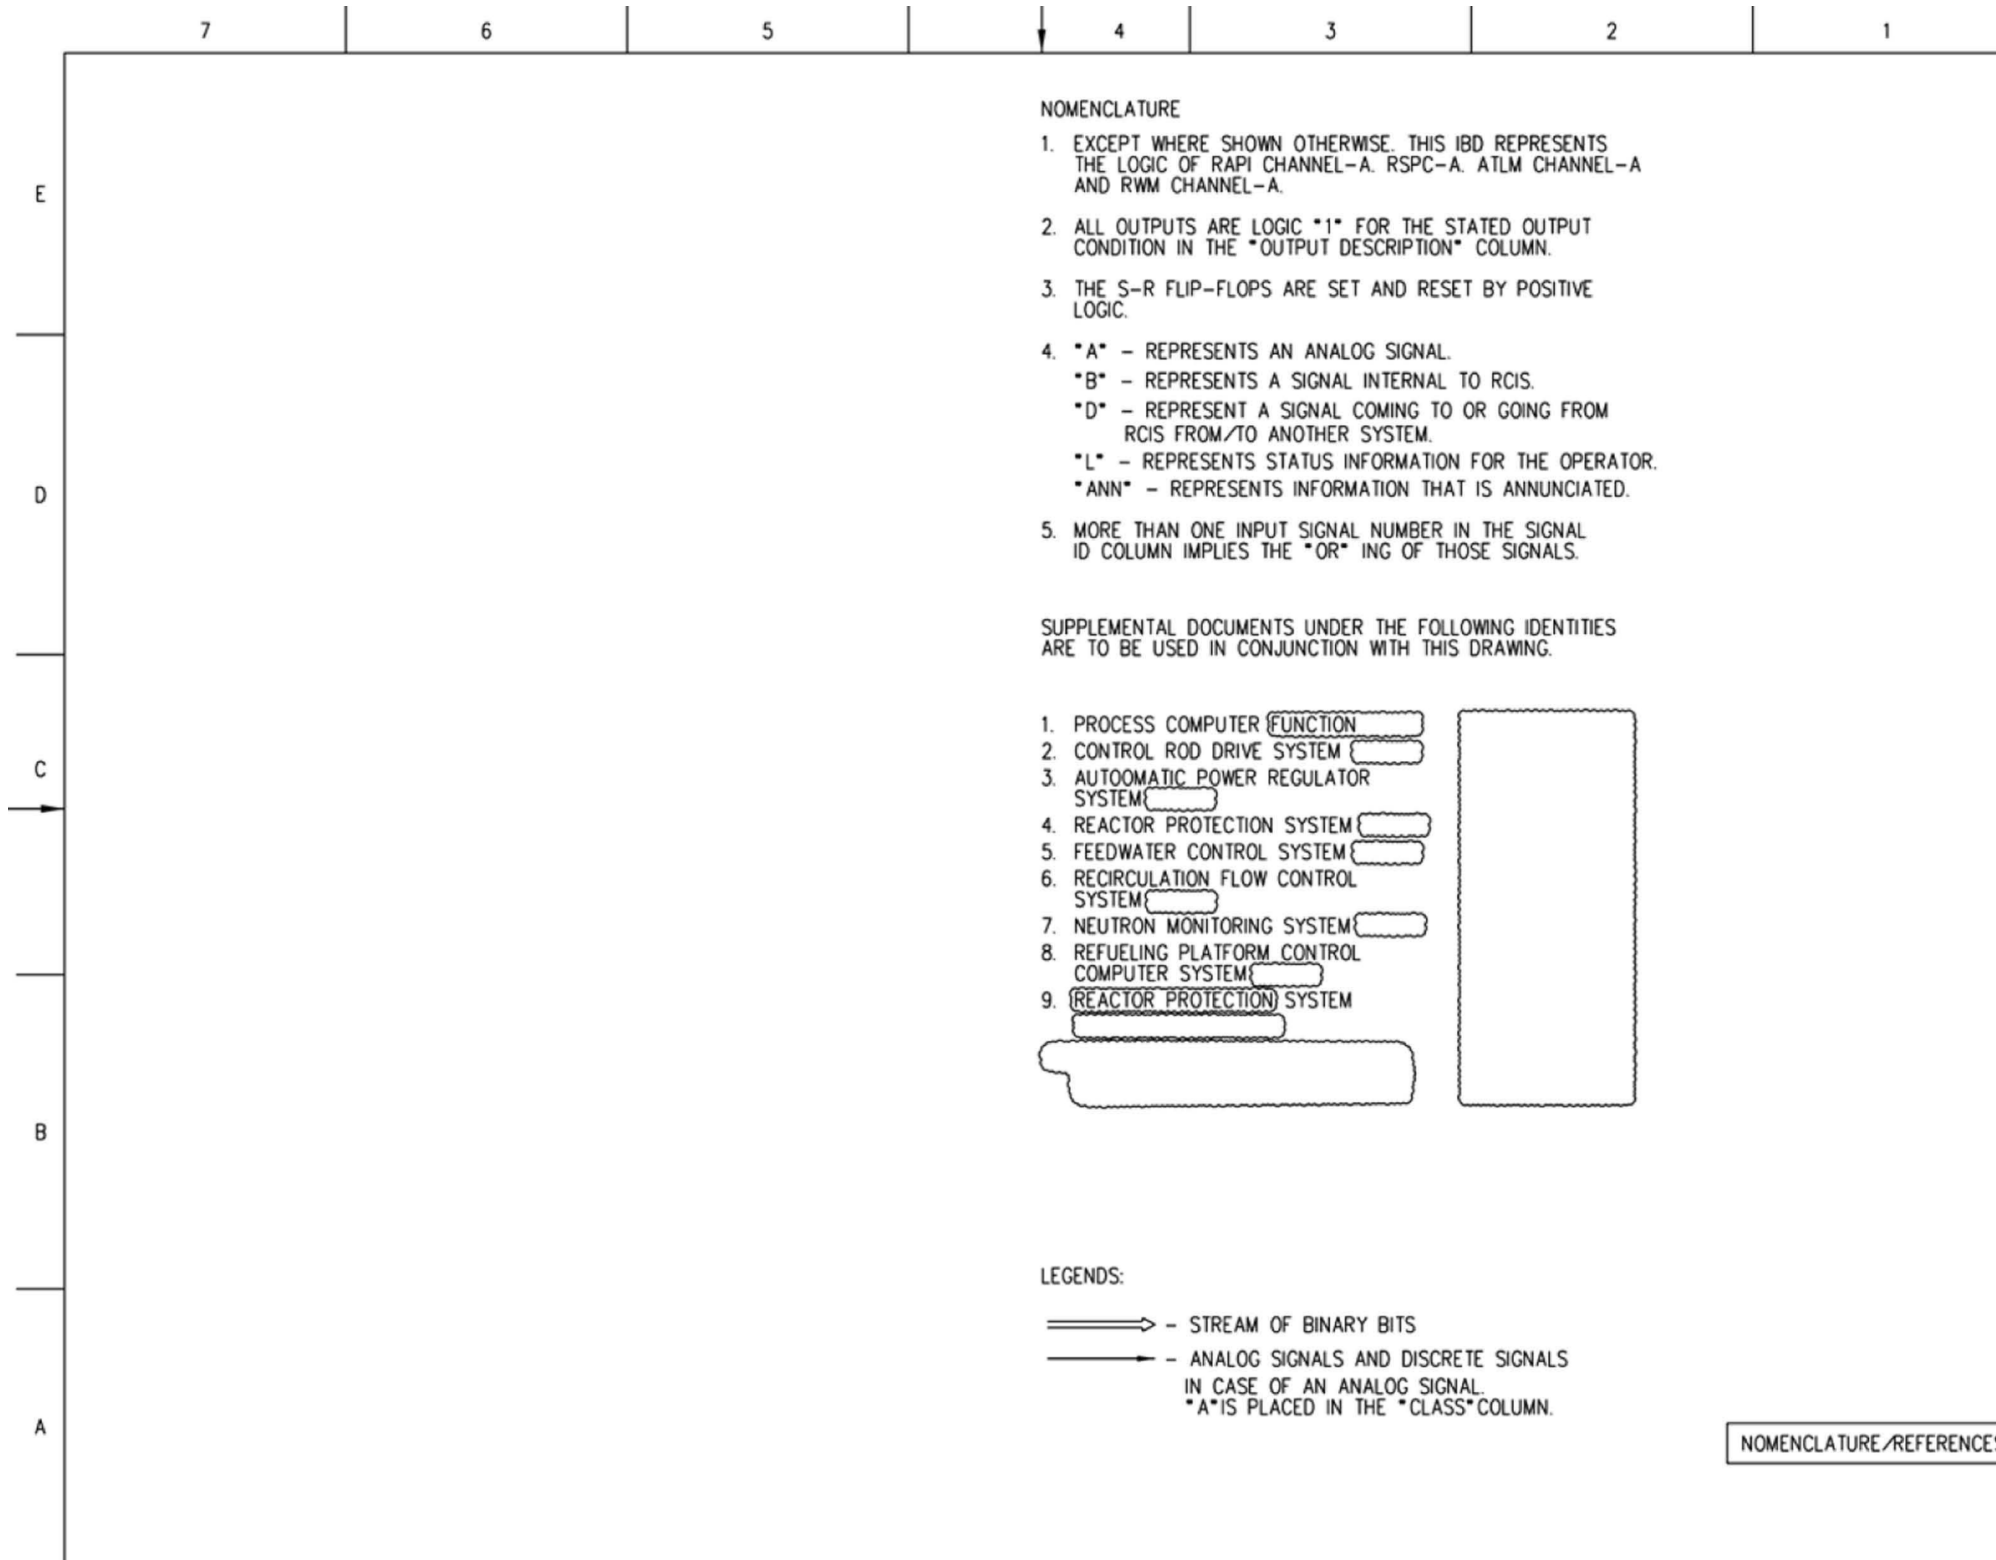 7 6 5 4 3 2 1
NOMENCLATURE
1. EXCEPT WHERE SHOWN OTHERWISE. THIS IBD REPRESENTS
THE LOGIC OF RAPI CHANNEL-A. RSPC-A. ATLM CHANNEL-A
AND RWM CHANNEL-A.
E
2. ALL OUTPUTS ARE LOGIC "1" FOR THE STATED OUTPUT
CONDITION IN THE "OUTPUT DESCRIPTION" COLUMN.
3. THE S-R FLIP-FLOPS ARE SET AND RESET BY POSITIVE
LOGIC.
4. "A" - REPRESENTS AN ANALOG SIGNAL.
"B" - REPRESENTS A SIGNAL INTERNAL TO RCIS.
"D" - REPRESENT A SIGNAL COMING TO OR GOING FROM
RCIS FROM/TO ANOTHER SYSTEM.
"L" - REPRESENTS STATUS INFORMATION FOR THE OPERATOR.
"ANN" - REPRESENTS INFORMATION THAT IS ANNUNCIATED.
D
5. MORE THAN ONE INPUT SIGNAL NUMBER IN THE SIGNAL
ID COLUMN IMPLIES THE "OR" ING OF THOSE SIGNALS.
SUPPLEMENTAL DOCUMENTS UNDER THE FOLLOWING IDENTITIES
ARE TO BE USED IN CONJUNCTION WITH THIS DRAWING.
1. PROCESS COMPUTER FUNCTION
2. CONTROL ROD DRIVE SYSTEM
C
3. AUTOOMATIC POWER REGULATOR
SYSTEM
4. REACTOR PROTECTION SYSTEM
5. FEEDWATER CONTROL SYSTEM
6. RECIRCULATION FLOW CONTROL
SYSTEM
7. NEUTRON MONITORING SYSTEM
8. REFUELING PLATFORM CONTROL
COMPUTER SYSTEM
9. REACTOR PROTECTION SYSTEM
B
LEGENDS:
- STREAM OF BINARY BITS
- ANALOG SIGNALS AND DISCRETE SIGNALS
IN CASE OF AN ANALOG SIGNAL.
"A"IS PLACED IN THE "CLASS"COLUMN.
A
NOMENCLATURE/REFERENCES